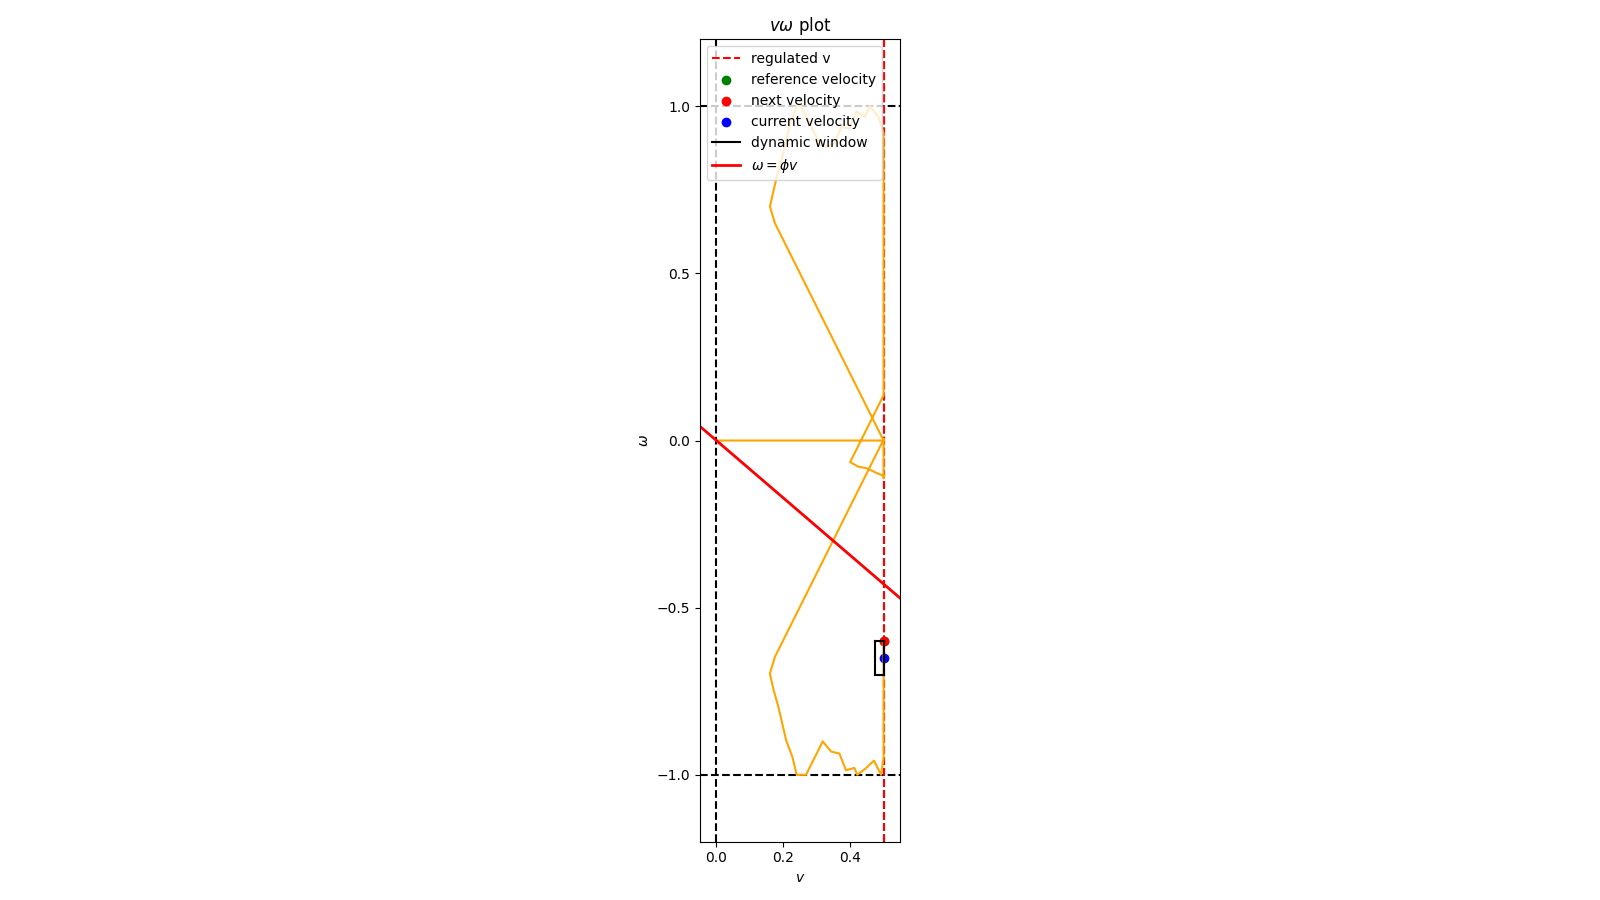 vω plot
regulated v
reference velocity
next velocity
current velocity
dynamic window
ω = ϕv
1.0
0.5
0.0
−0.5
−1.0
ω
0.0 0.2 0.4
v